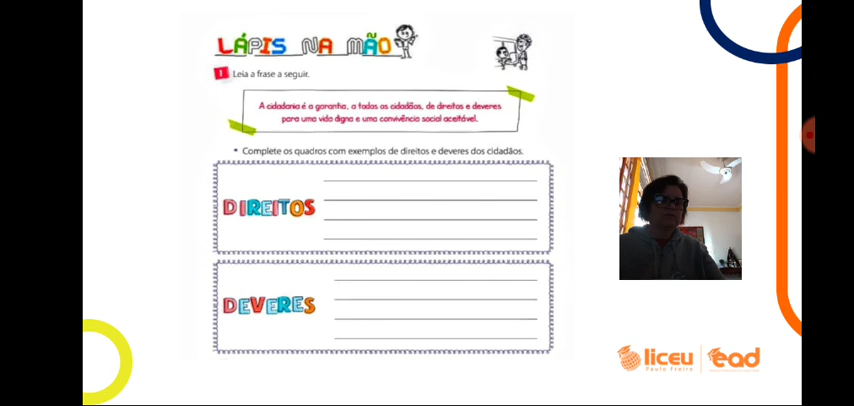 LÁPIS NA MÃO
1 Leia a frase a seguir.
A cidadania é a garantia, a todos os cidadãos, de direitos e deveres
para uma vida digna e uma convivência social aceitável.
• Complete os quadros com exemplos de direitos e deveres dos cidadãos.
DIREITOS
DEVERES
liceu
Paulo Freire
ead